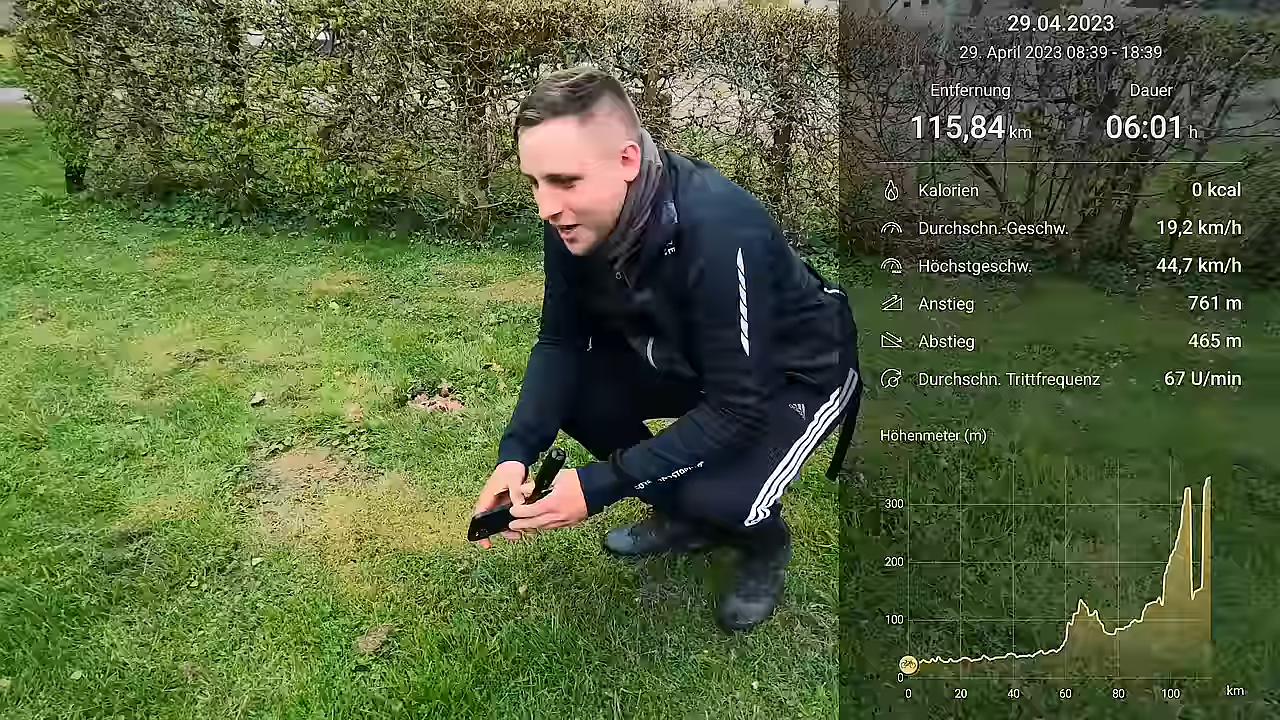 29.04.2023
29. April 2023 08:39 - 18:39
Entfernung Dauer
115,84 km 06:01 h
Kalorien 0 kcal
Durchschn.-Geschw. 19,2 km/h
Höchstgeschw. 44,7 km/h
Anstieg 761 m
Abstieg 465 m
Durchschn. Trittfrequenz 67 U/min
Höhenmeter (m)
300
200
100
0
0 20 40 60 80 100 km